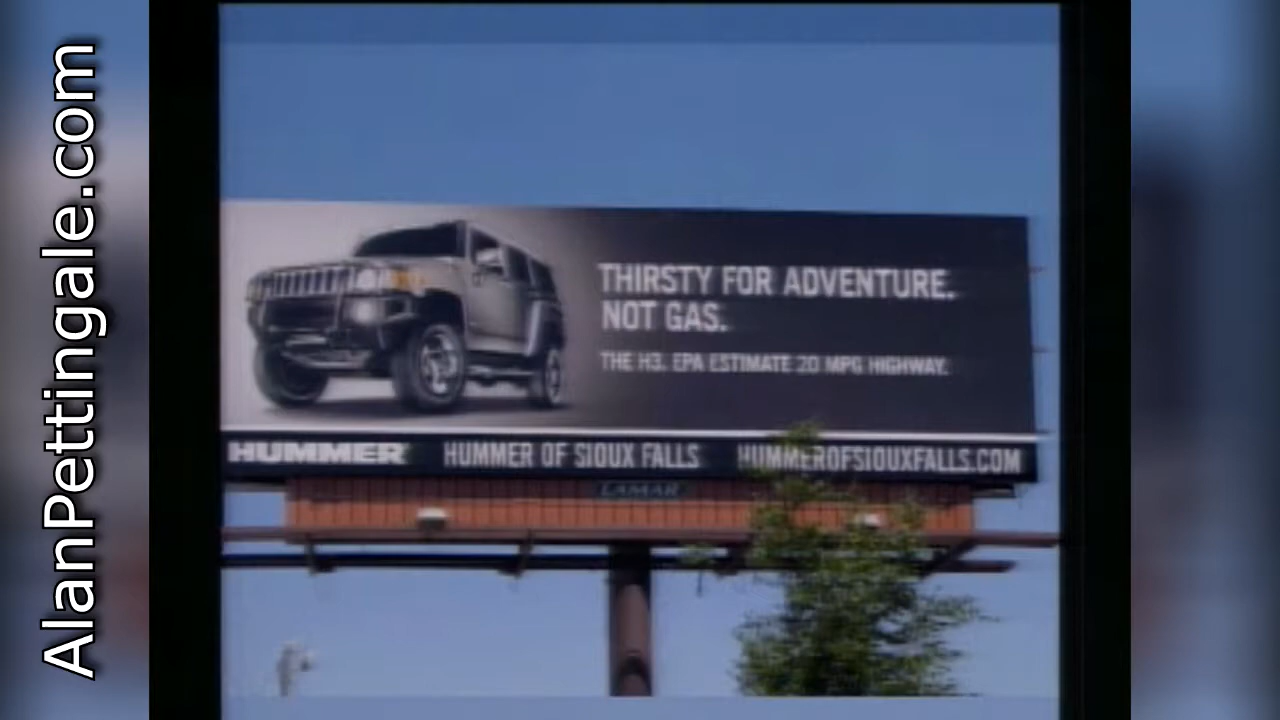 AlanPettingale.com
THIRSTY FOR ADVENTURE.
NOT GAS.
THE H3. EPA ESTIMATE 20 MPG HIGHWAY.
HUMMER HUMMER OF SIOUX FALLS HUMMEROFSIOUXFALLS.COM
LAMAR